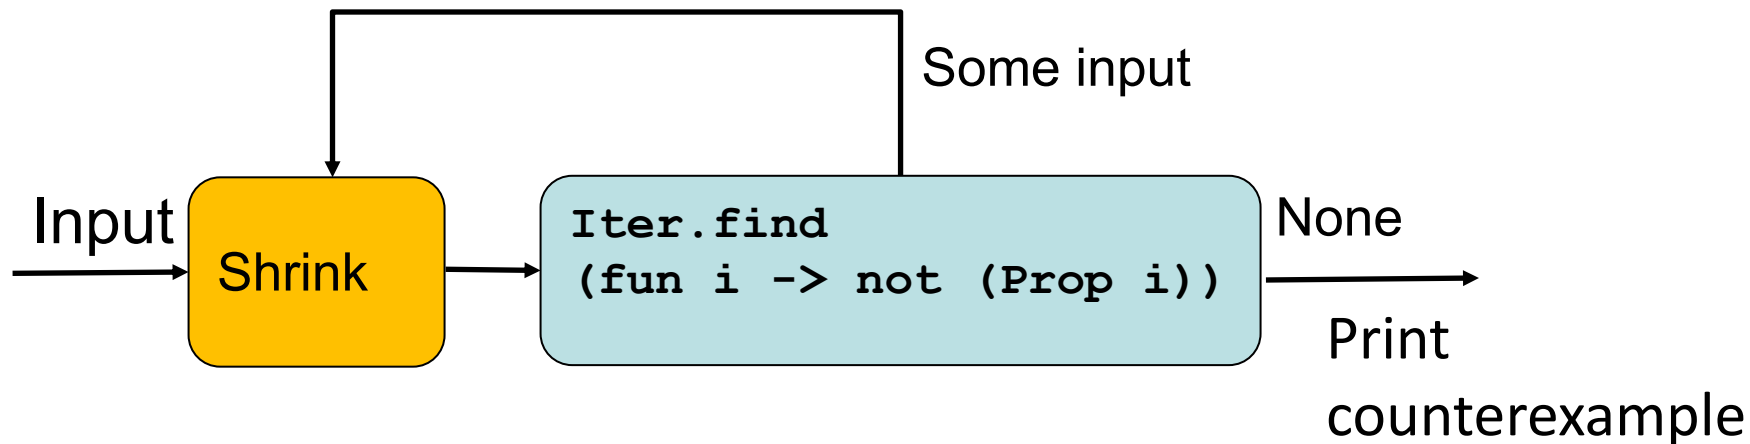 Some input
Input
Shrink
Iter.find
(fun i -> not (Prop i))
None
Print
counterexample